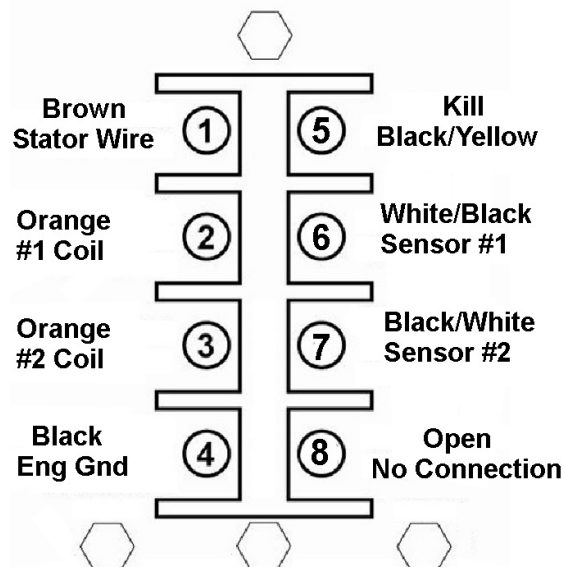 Brown
Stator Wire
1
5
Kill
Black/Yellow
Orange
#1 Coil
2
6
White/Black
Sensor #1
Orange
#2 Coil
3
7
Black/White
Sensor #2
Black
Eng Gnd
4
8
Open
No Connection